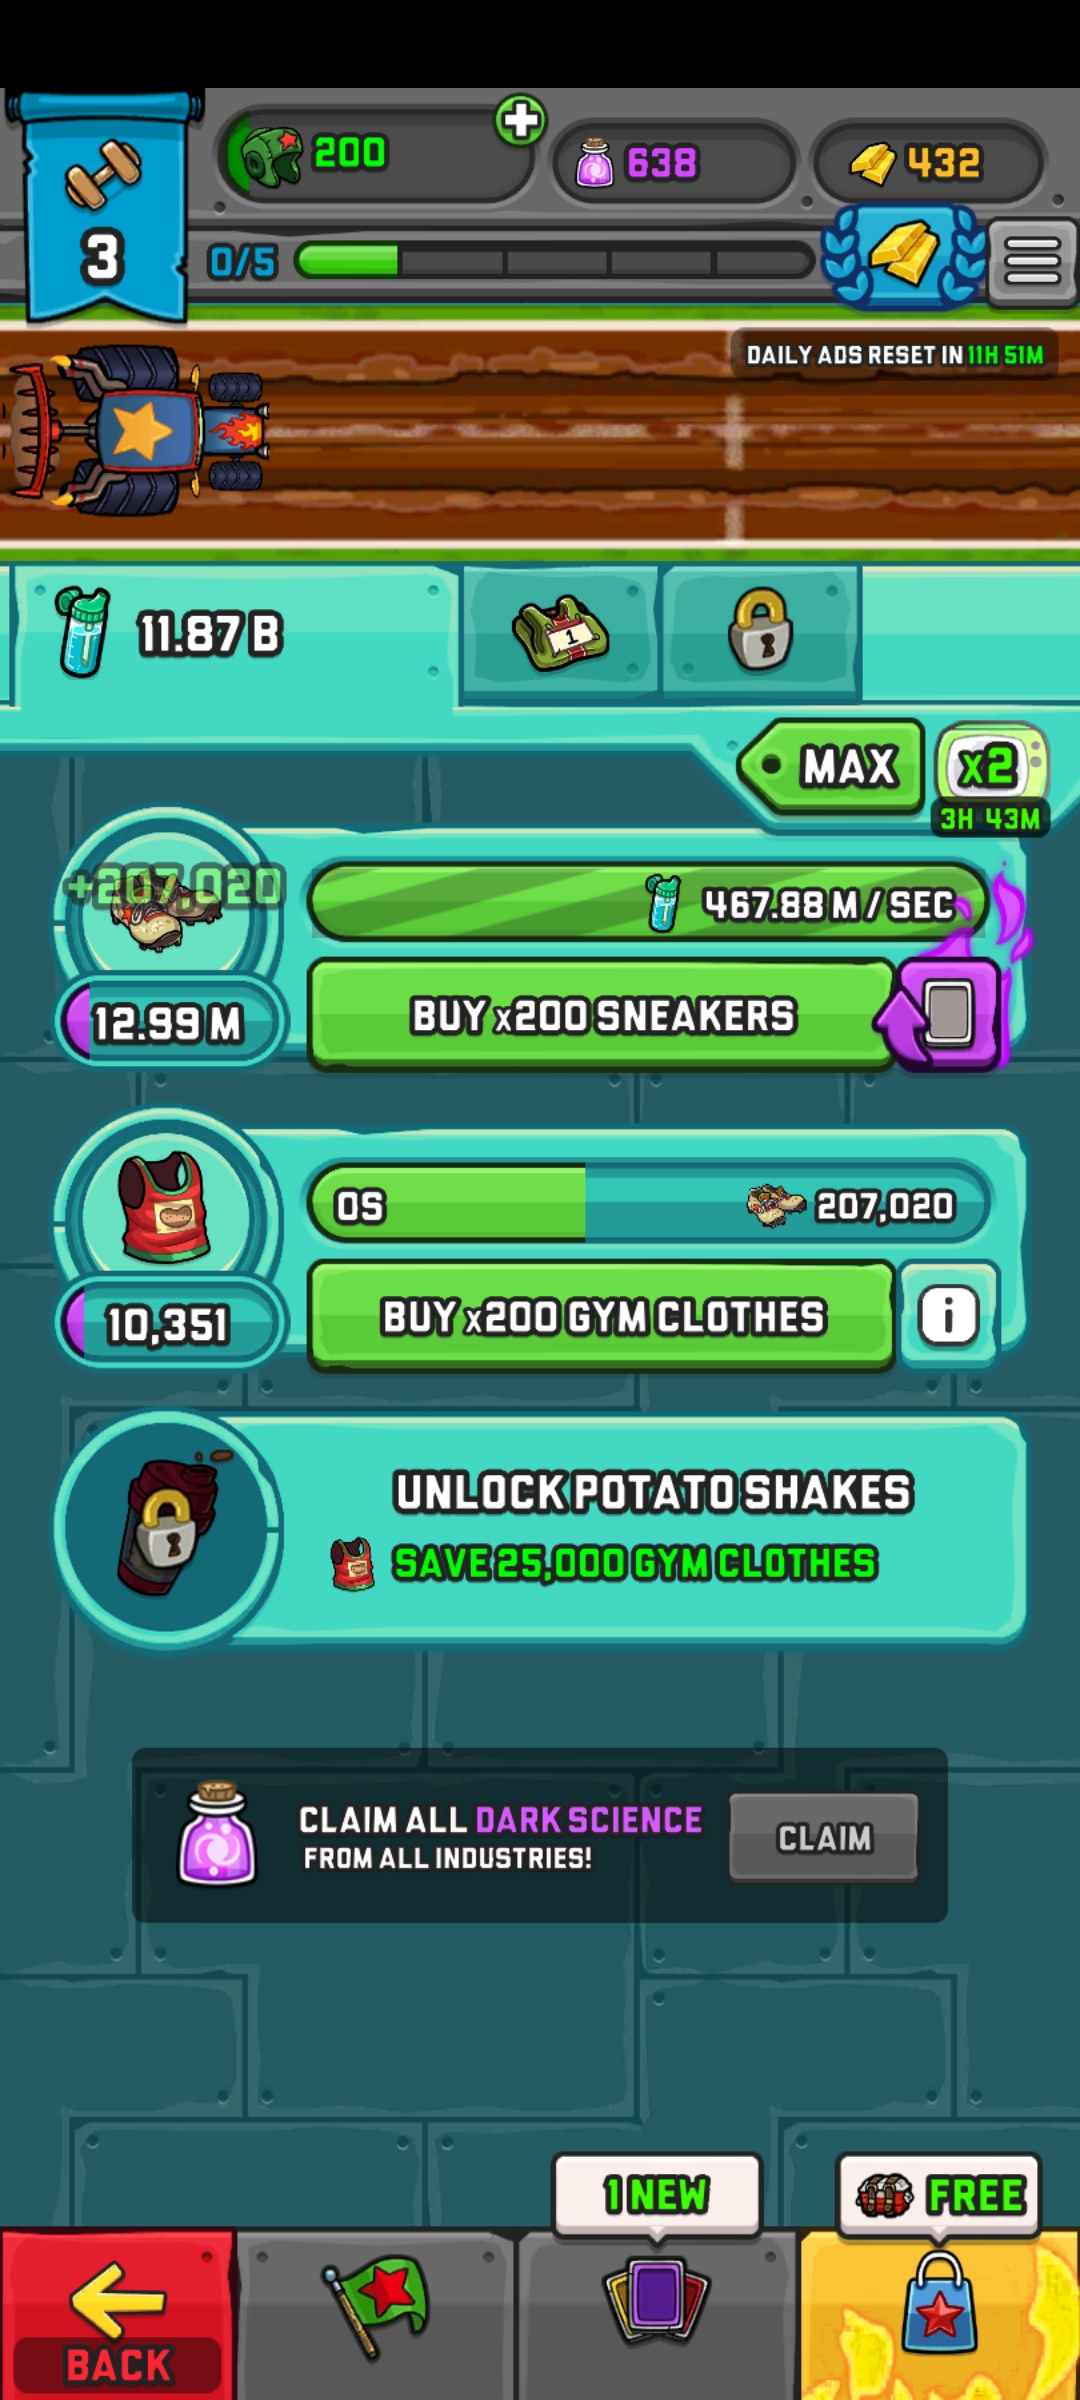 200
638
432
3
0/5
DAILY ADS RESET IN 11H 51M
11.87 B
1
MAX
x2
3H 43M
+207,020
467.88 M / SEC
12.99 M
BUY x200 SNEAKERS
0S
207,020
10,351
BUY x200 GYM CLOTHES
i
UNLOCK POTATO SHAKES
SAVE 25,000 GYM CLOTHES
CLAIM ALL DARK SCIENCE
FROM ALL INDUSTRIES!
CLAIM
1 NEW
FREE
BACK